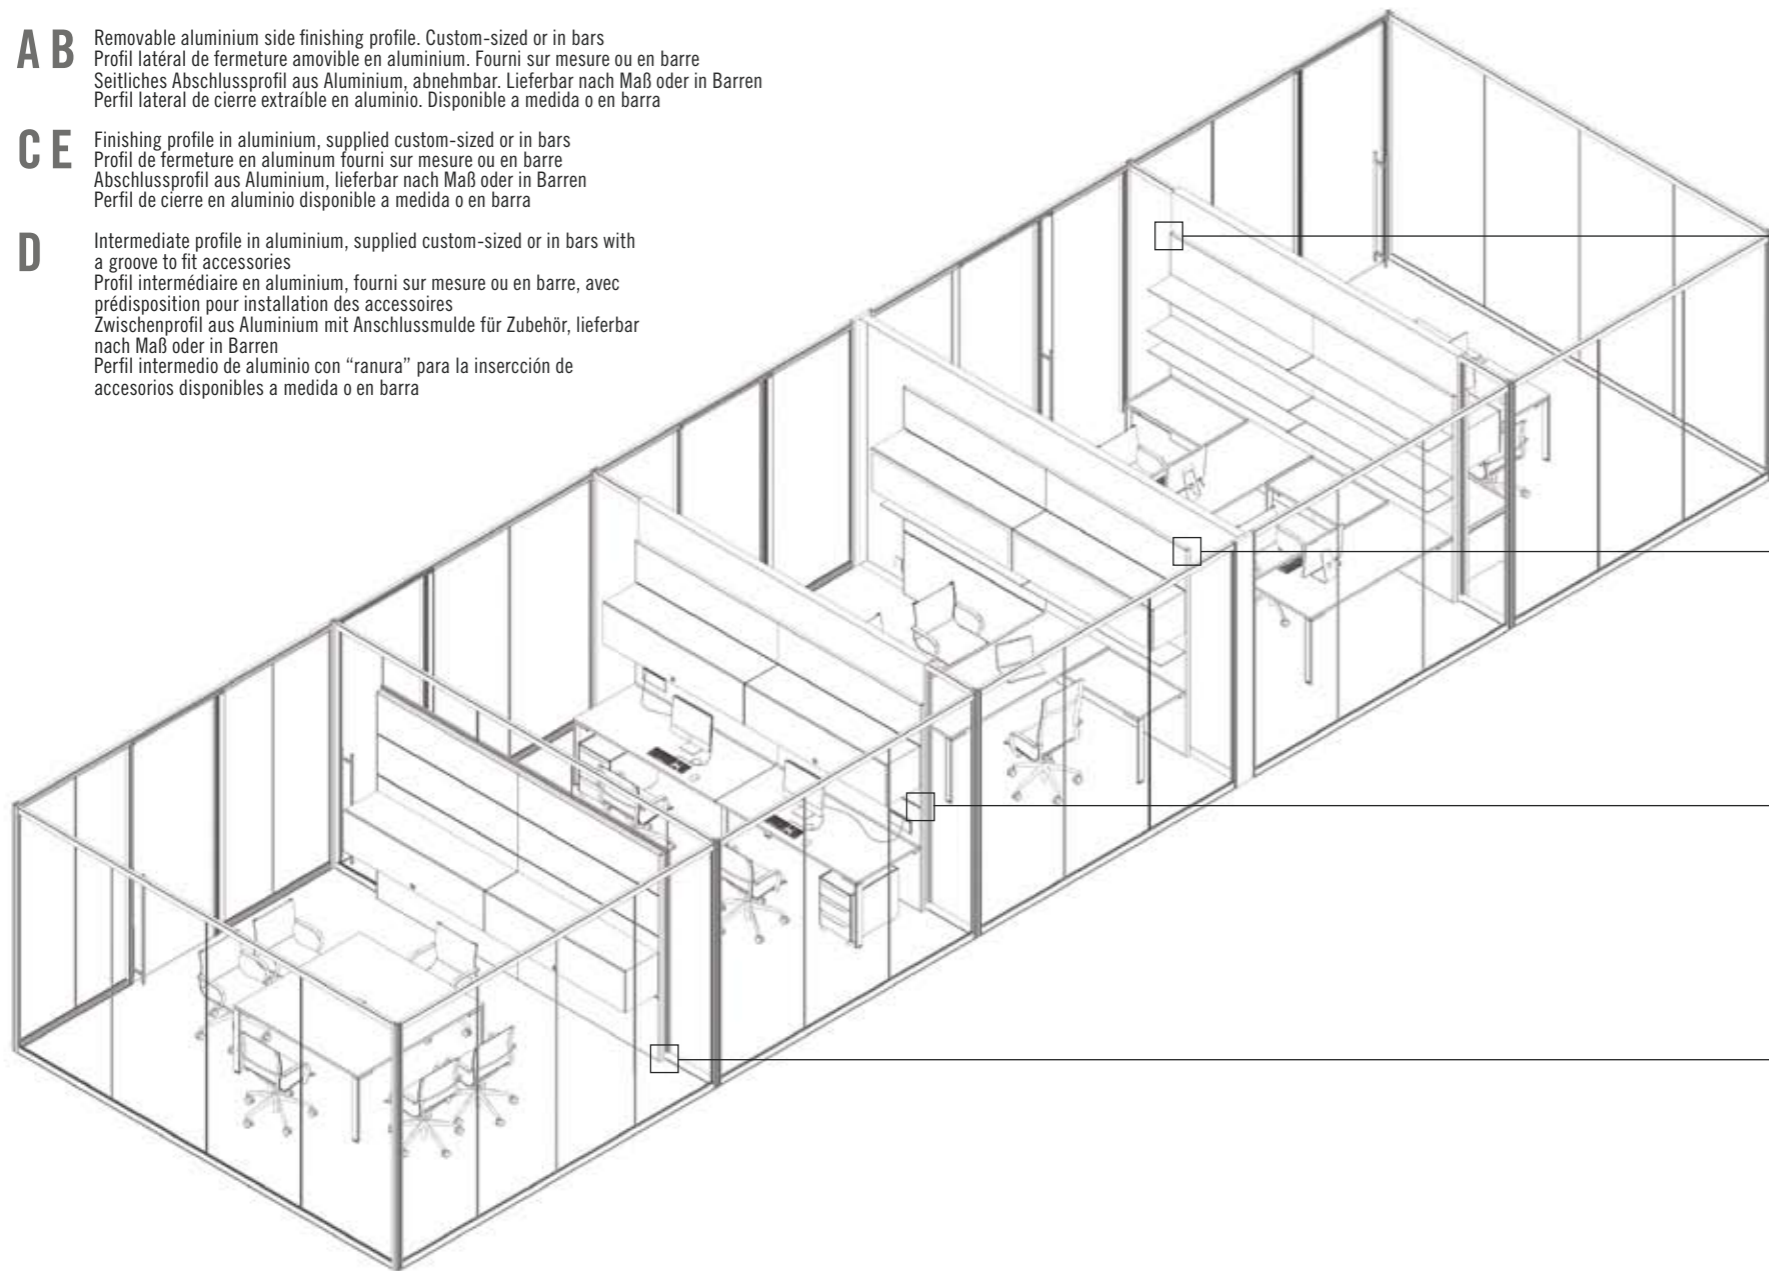 A B
Removable aluminium side finishing profile. Custom-sized or in bars
Profil latéral de fermeture amovible en aluminium. Fourni sur mesure ou en barre
Seitliches Abschlussprofil aus Aluminium, abnehmbar. Lieferbar nach Maß oder in Barren
Perfil lateral de cierre extraíble en aluminio. Disponible a medida o en barra
C E
Finishing profile in aluminium, supplied custom-sized or in bars
Profil de fermeture en aluminum fourni sur mesure ou en barre
Abschlussprofil aus Aluminium, lieferbar nach Maß oder in Barren
Perfil de cierre en aluminio disponible a medida o en barra
D
Intermediate profile in aluminium, supplied custom-sized or in bars with
a groove to fit accessories
Profil intermédiaire en aluminium, fourni sur mesure ou en barre, avec
prédisposition pour installation des accessoires
Zwischenprofil aus Aluminium mit Anschlussmulde für Zubehör, lieferbar
nach Maß oder in Barren
Perfil intermedio de aluminio con “ranura” para la insercción de
accesorios disponibles a medida o en barra